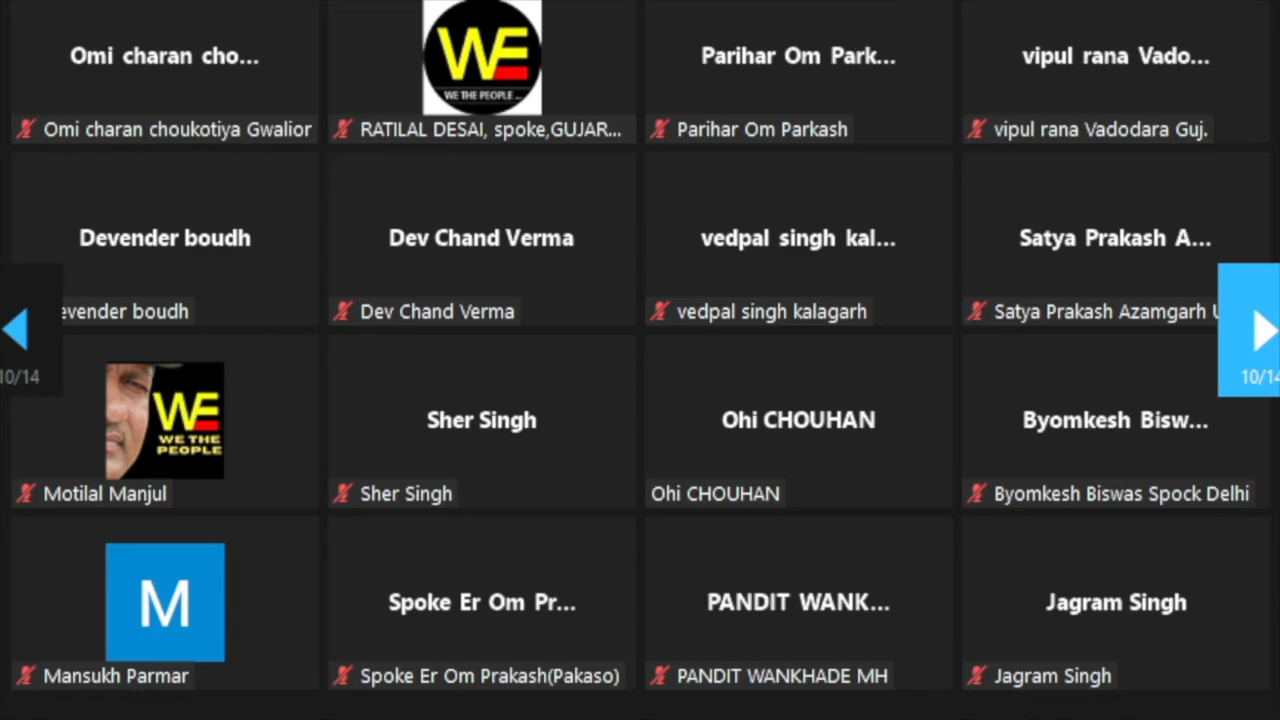 Omi charan cho...
WE
WE THE PEOPLE ...
Parihar Om Park...
vipul rana Vado...
Omi charan choukotiya Gwalior
RATILAL DESAI, spoke,GUJAR...
Parihar Om Parkash
vipul rana Vadodara Guj.
Devender boudh
Dev Chand Verma
vedpal singh kal...
Satya Prakash A...
evender boudh
Dev Chand Verma
vedpal singh kalagarh
Satya Prakash Azamgarh
10/14
10/14
WE
WE THE
PEOPLE
Sher Singh
Ohi CHOUHAN
Byomkesh Bisw...
Motilal Manjul
Sher Singh
Ohi CHOUHAN
Byomkesh Biswas Spock Delhi
M
Spoke Er Om Pr...
PANDIT WANK...
Jagram Singh
Mansukh Parmar
Spoke Er Om Prakash(Pakaso)
PANDIT WANKHADE MH
Jagram Singh